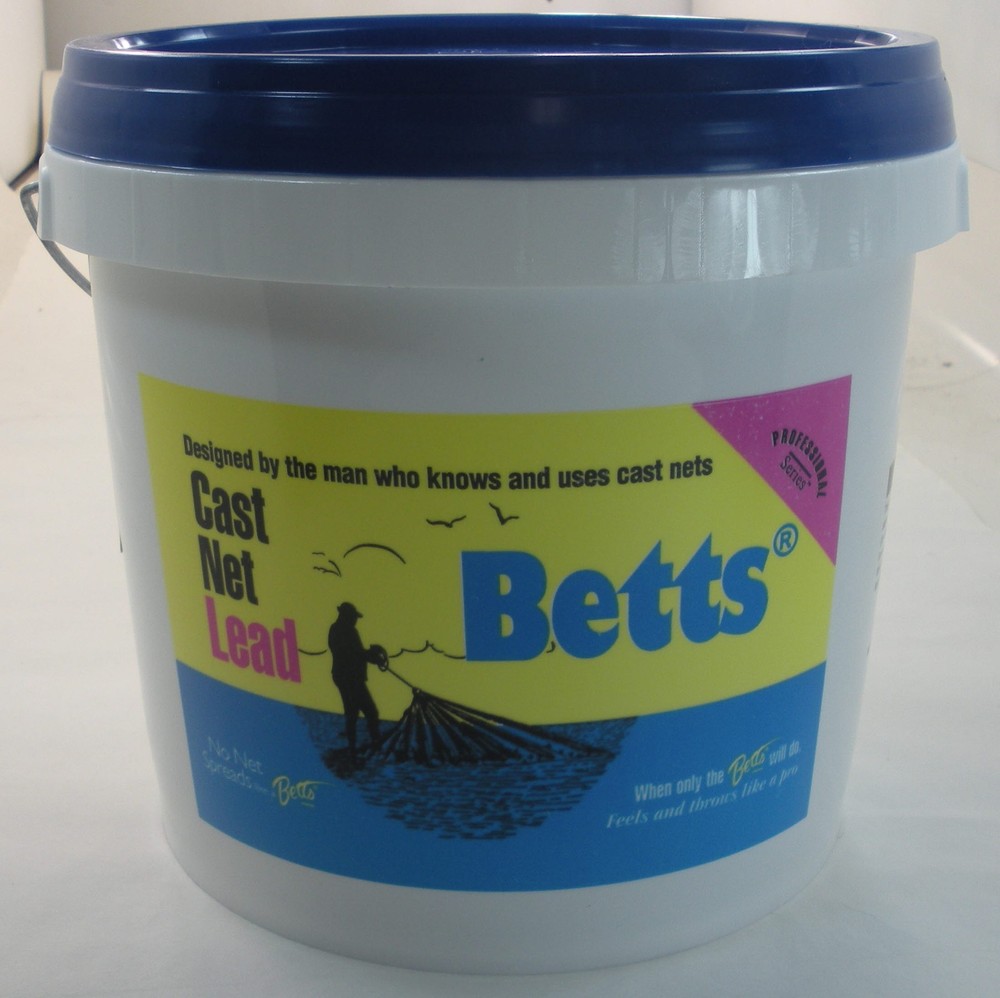 Designed by the man who knows and uses cast nets
PROFESSIONAL
Series
Cast
Net
Lead
Betts®
No Net
Spreads
Betts
When only the Betts will do.
Feels and throws like a pro